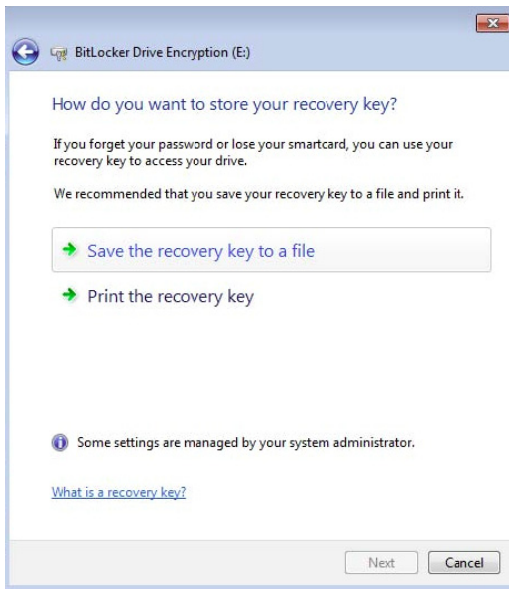 BitLocker Drive Encryption (E:)
How do you want to store your recovery key?
If you forget your password or lose your smartcard, you can use your
recovery key to access your drive.
We recommended that you save your recovery key to a file and print it.
Save the recovery key to a file
Print the recovery key
Some settings are managed by your system administrator.
What is a recovery key?
Next
Cancel